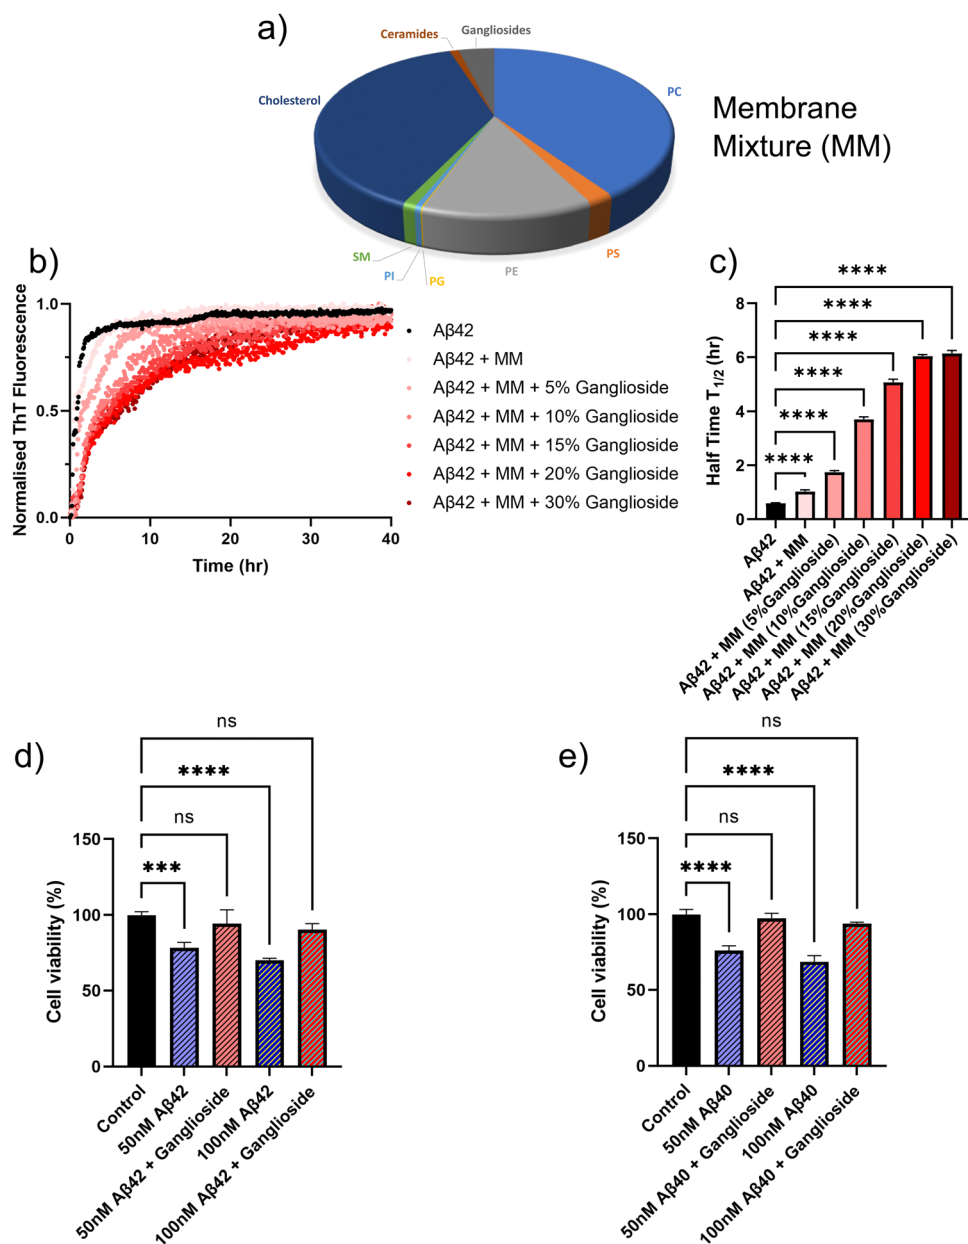 a)
Ceramides
Gangliosides
Cholesterol
PC
Membrane
Mixture (MM)
SM
PI
PG
PE
PS
b)
Normalised ThT Fluorescence
1.0
0.5
0.0
0
10
20
30
40
Time (hr)
Aβ42
Aβ42 + MM
Aβ42 + MM + 5% Ganglioside
Aβ42 + MM + 10% Ganglioside
Aβ42 + MM + 15% Ganglioside
Aβ42 + MM + 20% Ganglioside
Aβ42 + MM + 30% Ganglioside
c)
Half Time T1/2 (hr)
8
6
4
2
0
****
****
****
****
****
****
Aβ42
Aβ42 + MM
Aβ42 + MM (5%Ganglioside)
Aβ42 + MM (10%Ganglioside)
Aβ42 + MM (15%Ganglioside)
Aβ42 + MM (20%Ganglioside)
Aβ42 + MM (30%Ganglioside)
d)
ns
****
ns
***
Cell viability (%)
150
100
50
0
Control
50nM Aβ42
50nM Aβ42 + Ganglioside
100nM Aβ42
100nM Aβ42 + Ganglioside
e)
ns
****
ns
****
Cell viability (%)
150
100
50
0
Control
50nM Aβ40
50nM Aβ40 + Ganglioside
100nM Aβ40
100nM Aβ40 + Ganglioside